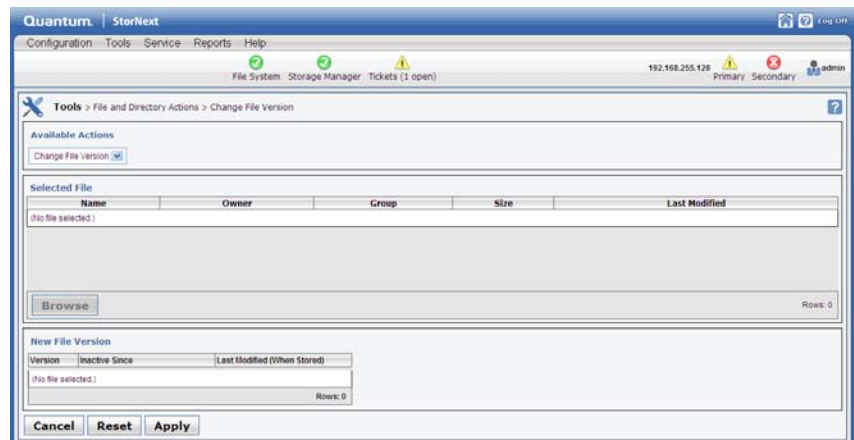 Quantum. StorNext Log Off
Configuration Tools Service Reports Help
File System Storage Manager Tickets (1 open) 192.168.255.128 Primary Secondary admin
Tools > File and Directory Actions > Change File Version
Available Actions
Change File Version
Selected File
Name Owner Group Size Last Modified
(No file selected.)
Browse Rows: 0
New File Version
Version Inactive Since Last Modified (When Stored)
(No file selected.)
Rows: 0
Cancel Reset Apply